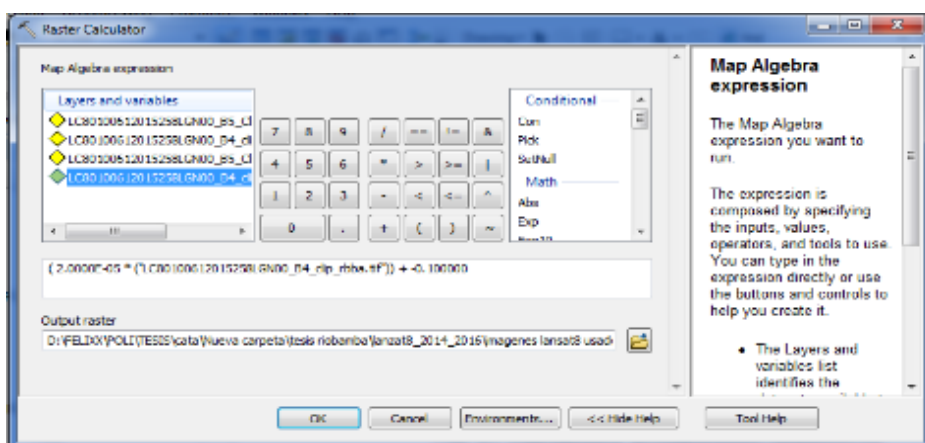 Raster Calculator
Map Algebra expression
Layers and variables
LC80100612015258LGN00_B5_Cl
LC80100612015258LGN00_B4_cli
LC80100612015258LGN00_B5_Cl
LC80100612015258LGN00_B4_cli
7 8 9 / == != &
4 5 6 * > >= |
1 2 3 - < <= ^
0 . + ( ) ~
Conditional
Con
Pick
SetNull
Math
Abs
Exp
Exp10
( 2.0000E-05 * ("LC80100612015258LGN00_B4_clip_rbba.tif")) + -0.100000
Output raster
D:\FELIXX\POLI\TESIS\cata\Nueva carpeta\tesis riobamba\lanzat8_2014_2016\imagenes lansat8 usad
OK
Cancel
Environments...
<< Hide Help
Tool Help
Map Algebra
expression
The Map Algebra
expression you want to
run.
The expression is
composed by specifying
the inputs, values,
operators, and tools to use.
You can type in the
expression directly or use
the buttons and controls to
help you create it.
• The Layers and
variables list
identifies the